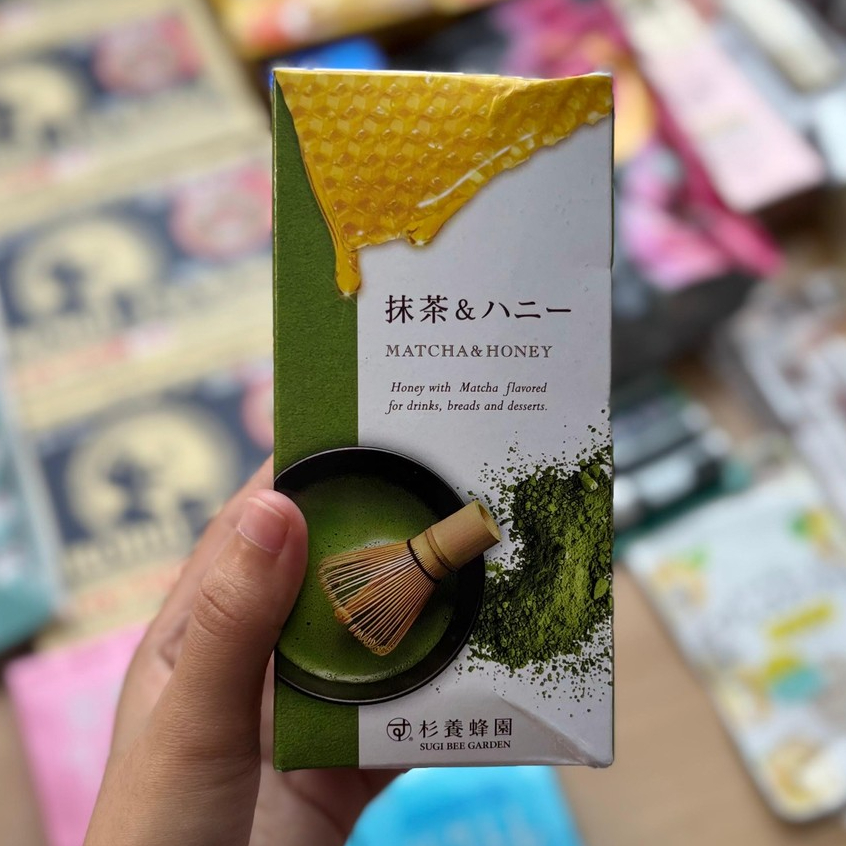 抹茶&ハニー
MATCHA&HONEY
Honey with Matcha flavored
for drinks, breads and desserts.
杉養蜂園
SUGI BEE GARDEN